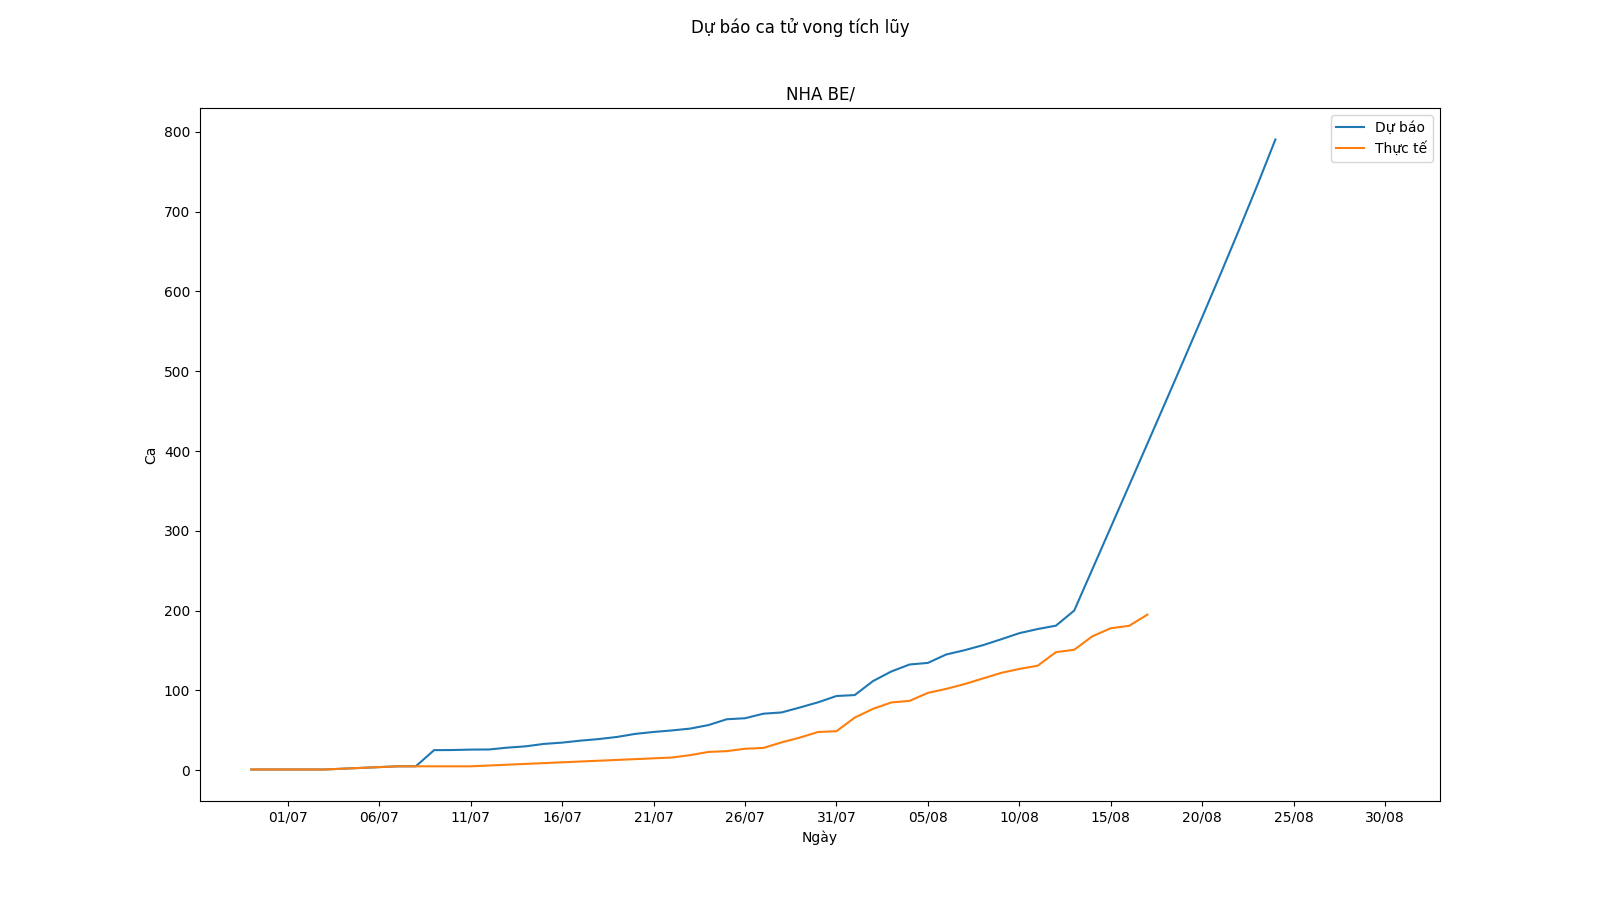 Dự báo ca tử vong tích lũy
NHA BE/
Dự báo
Thực tế
800
700
600
500
400
300
200
100
0
Ca
01/07 06/07 11/07 16/07 21/07 26/07 31/07 05/08 10/08 15/08 20/08 25/08 30/08
Ngày